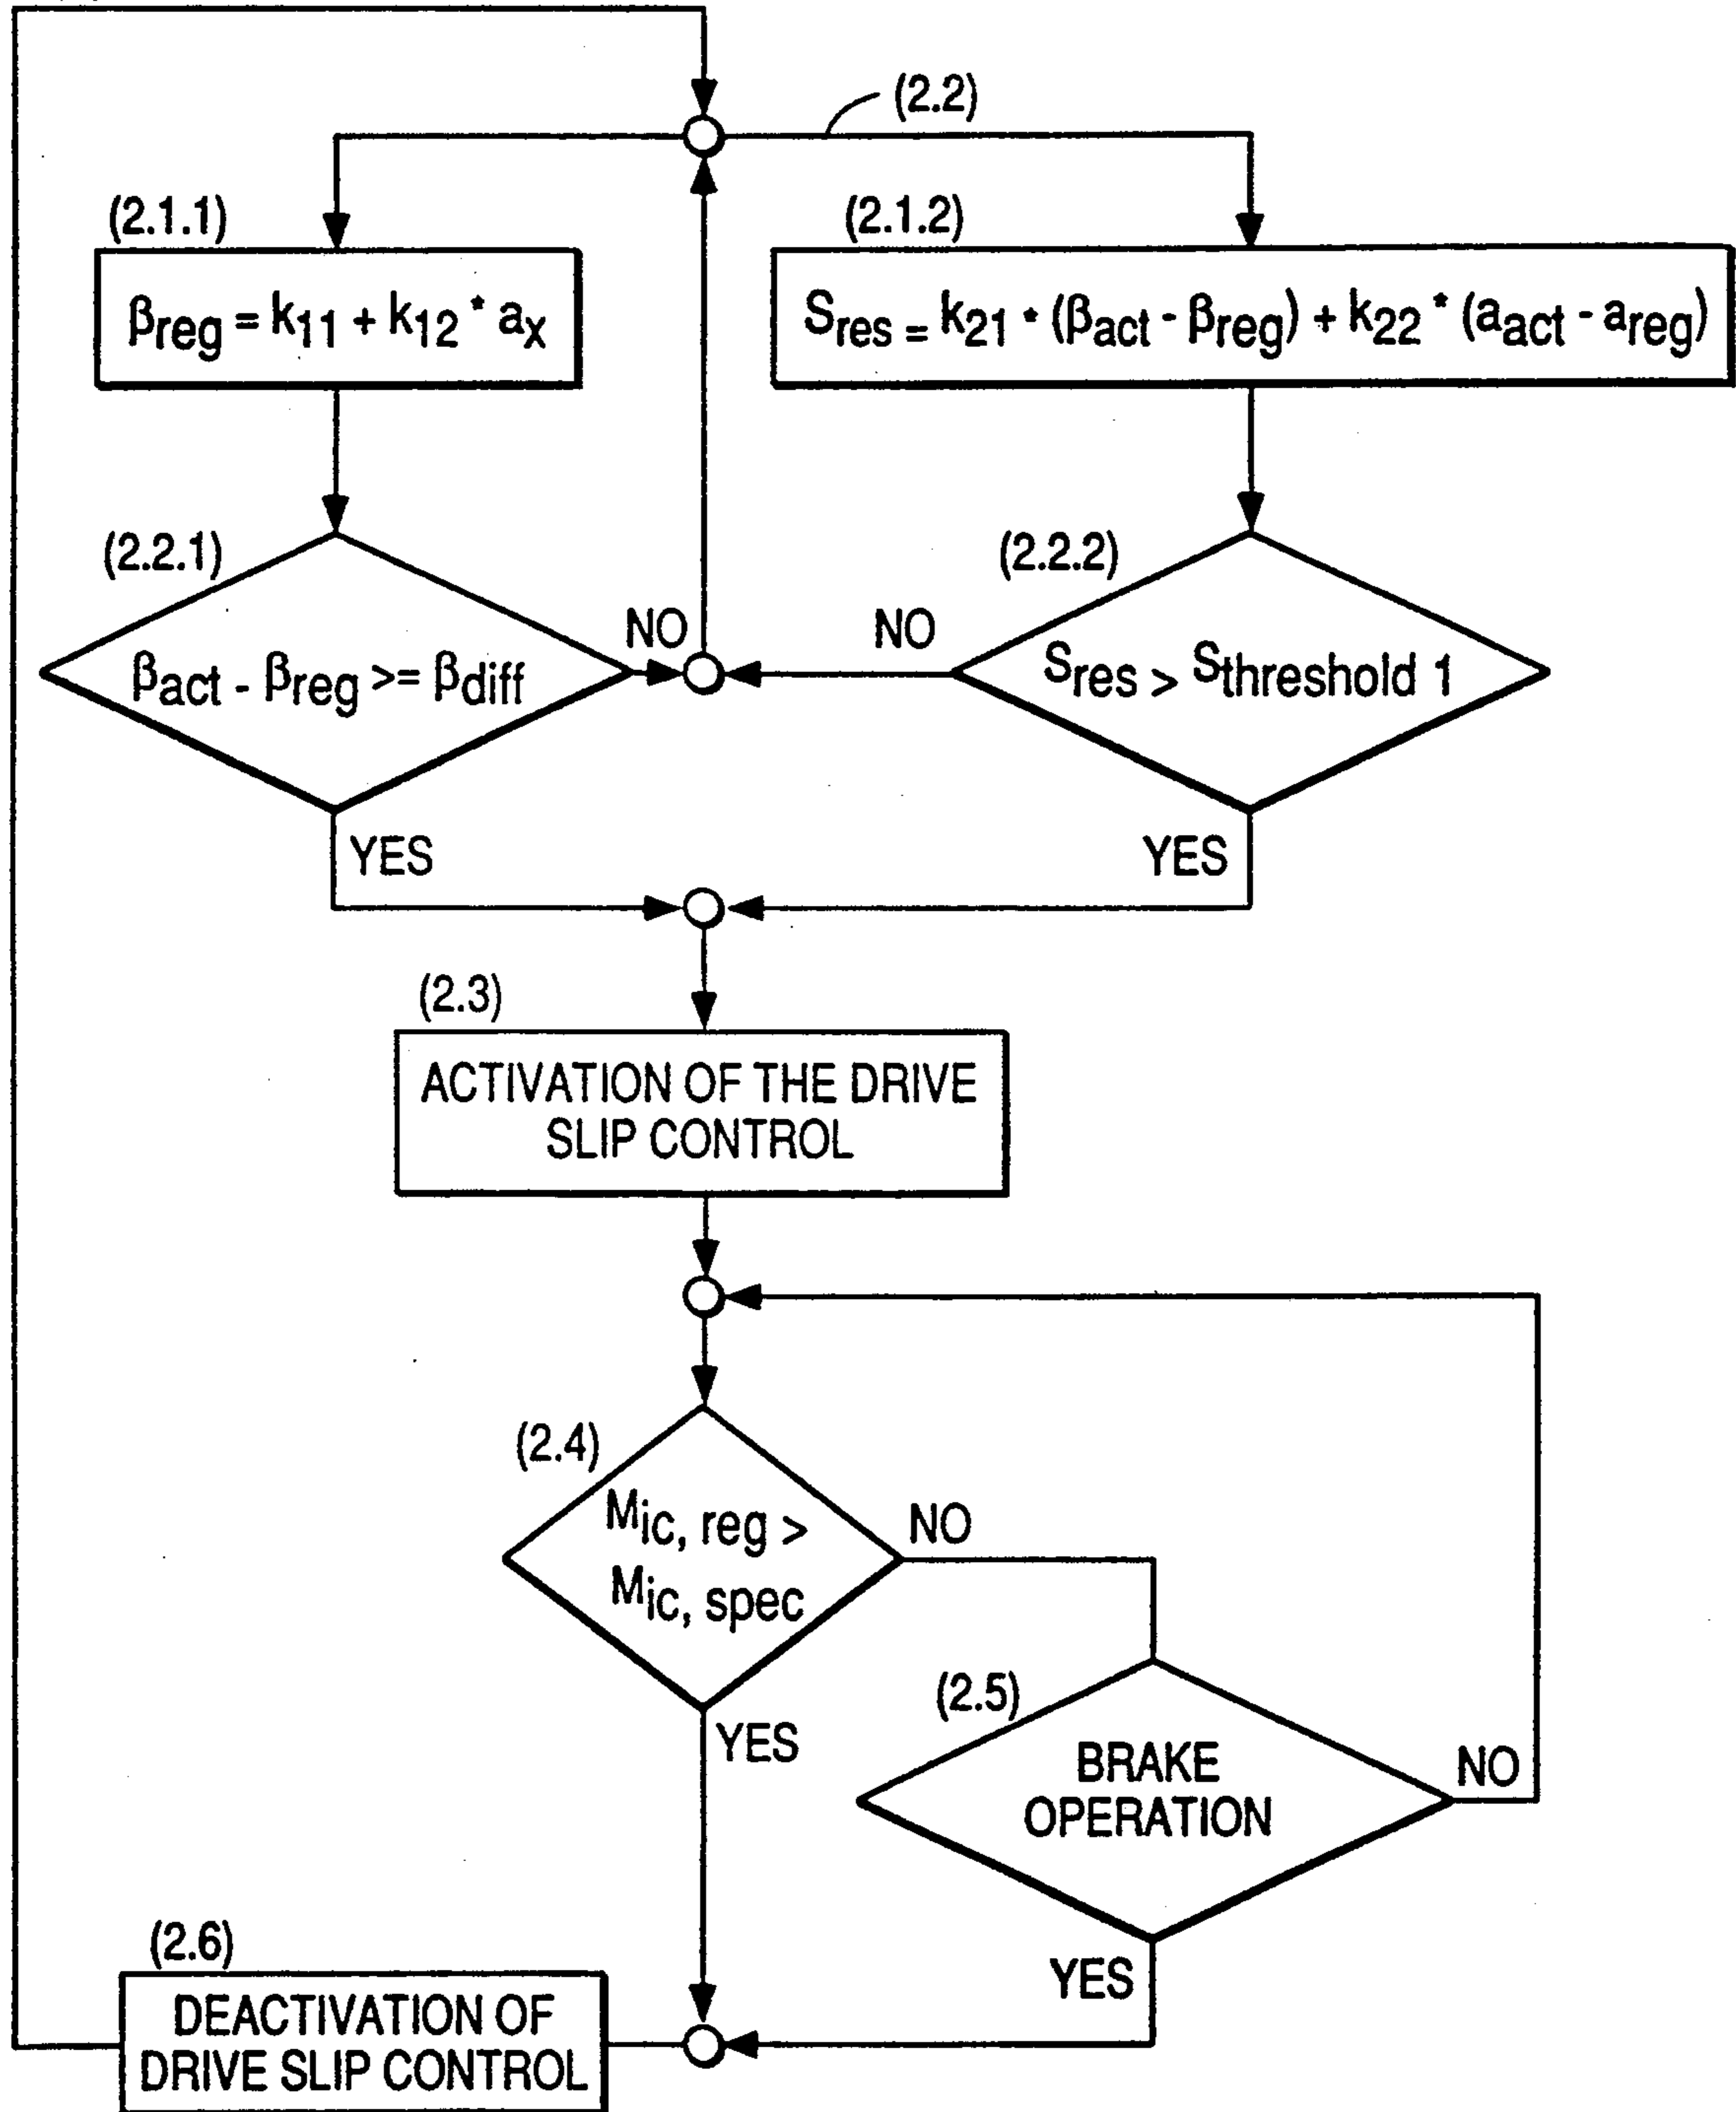 (2.2)
(2.1.1)
(2.1.2)
βreg = k11 + k12 * ax
Sres = k21 * (βact - βreg) + k22 * (aact - areg)
(2.2.1)
(2.2.2)
NO
NO
βact - βreg >= βdiff
Sres > Sthreshold 1
YES
YES
(2.3)
ACTIVATION OF THE DRIVE
SLIP CONTROL
(2.4)
Mic, reg >
Mic, spec
NO
(2.5)
YES
BRAKE
OPERATION
NO
(2.6)
YES
DEACTIVATION OF
DRIVE SLIP CONTROL